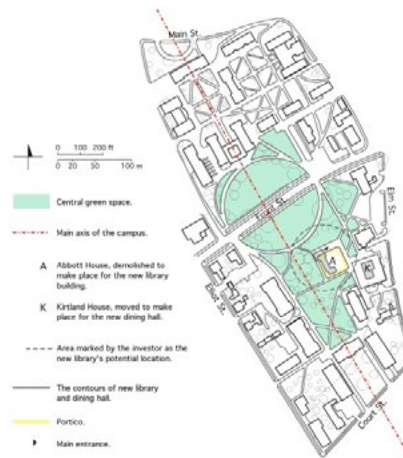 Main St.
0 100 200 ft
0 20 50 100 m
Central green space.
Elm St.
Front St.
Main axis of the campus.
A Abbott House, demolished to
make place for the new library
building.
A
K
K Kirtland House, moved to make
place for the new dining hall.
Area marked by the investor as the
new library's potential location.
The contours of new library
and dining hall.
Court St.
Portico.
Main entrance.